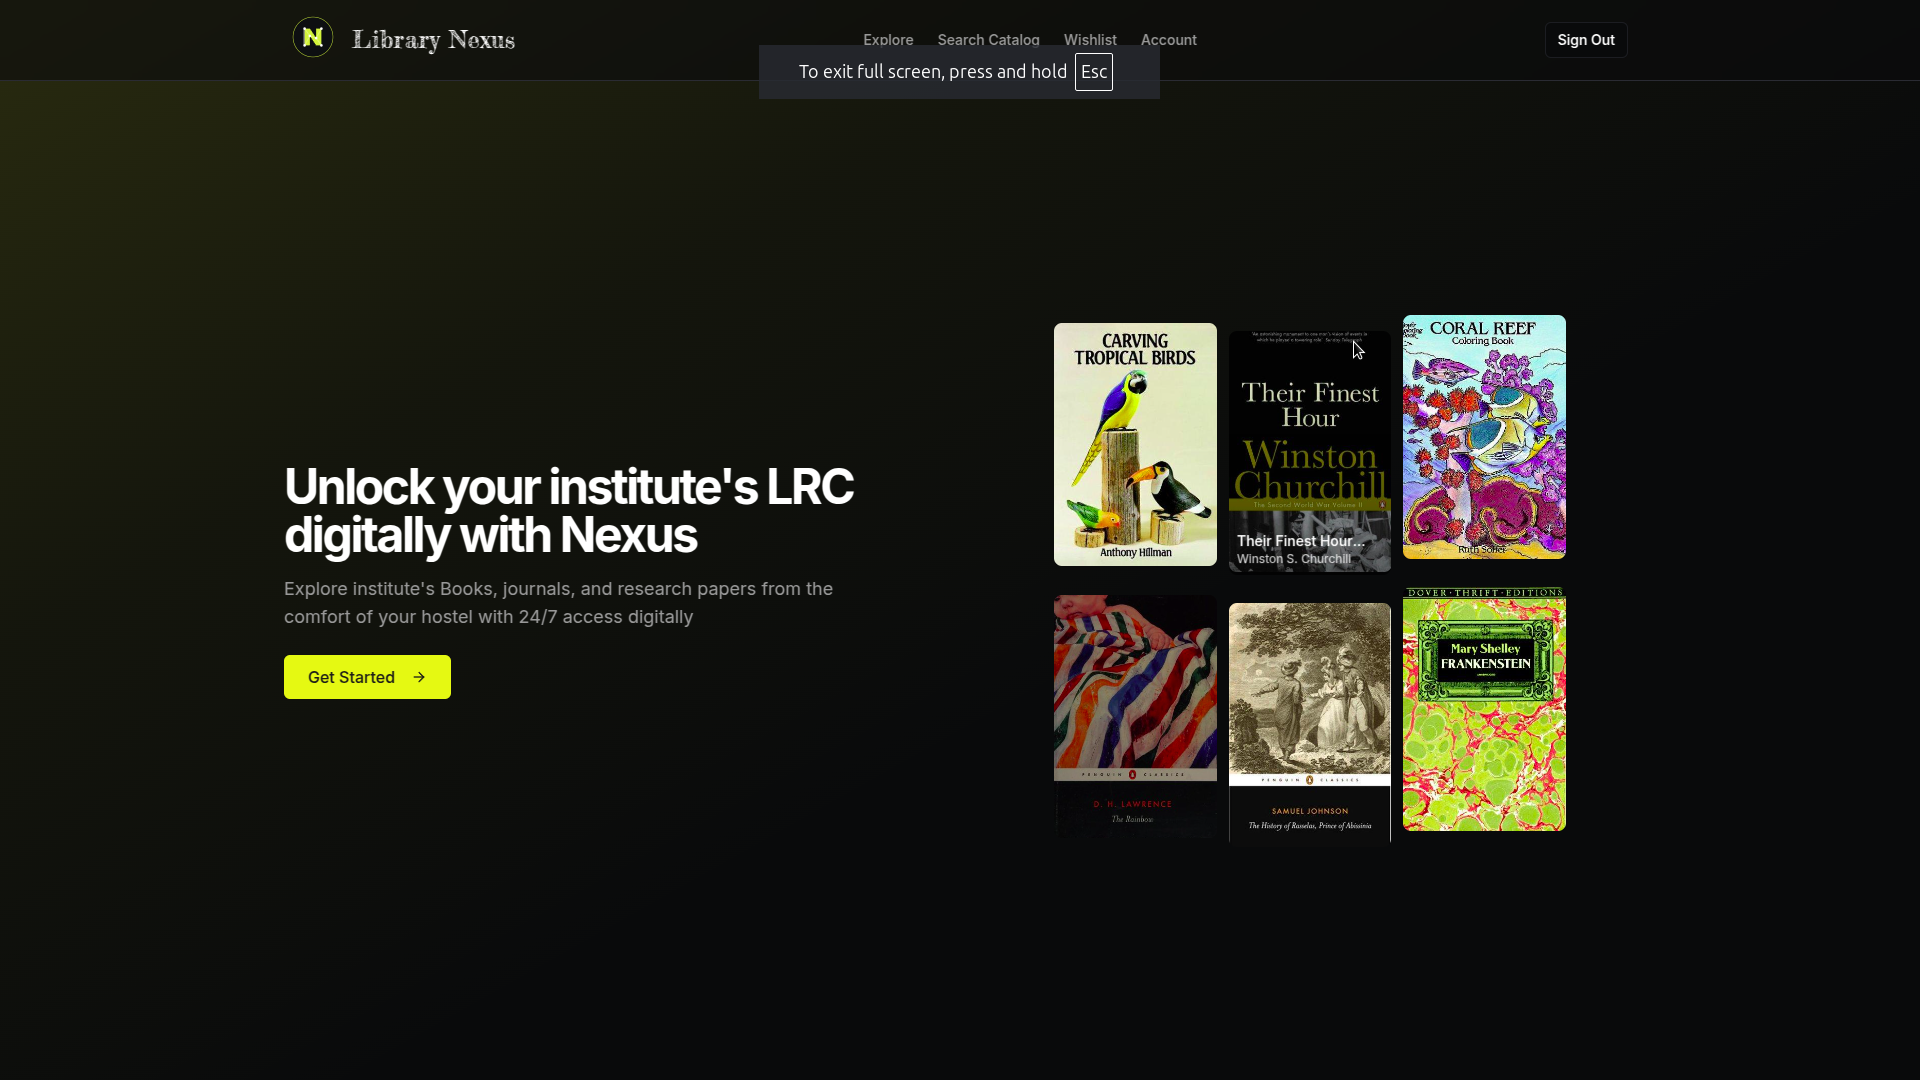 N
Library Nexus
Explore
Search Catalog
Wishlist
Account
Sign Out
To exit full screen, press and hold Esc
Unlock your institute's LRC
digitally with Nexus
Explore institute's Books, journals, and research papers from the
comfort of your hostel with 24/7 access digitally
Get Started
CARVING
TROPICAL BIRDS
Anthony Hillman
Their Finest
Hour
Winston
Churchill
The Second World War Volume II
Their Finest Hour...
Winston S. Churchill
CORAL REEF
Coloring Book
Ruth Soffer
PENGUIN CLASSICS
D. H. LAWRENCE
The Rainbow
PENGUIN CLASSICS
SAMUEL JOHNSON
The History of Rasselas, Prince of Abissinia
DOVER · THRIFT · EDITIONS
Mary Shelley
FRANKENSTEIN